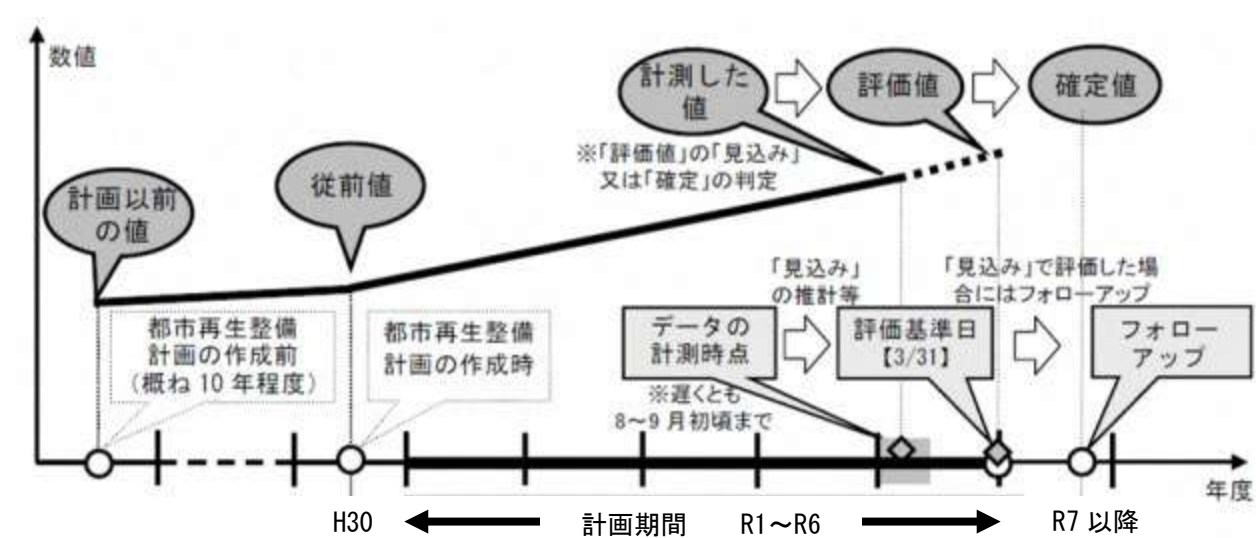 数値
計測した
値
評価値
確定値
※「評価値」の「見込み」
又は「確定」の判定
計画以前
の値
従前値
「見込み」
の推計等
「見込み」で評価した場
合にはフォローアップ
都市再生整備
計画の作成前
（概ね 10 年程度）
都市再生整備
計画の作成時
データの
計測時点
評価基準日
【3/31】
フォロー
アップ
※遅くとも
8～9 月初頃まで
年度
H30
計画期間 R1～R6
R7 以降